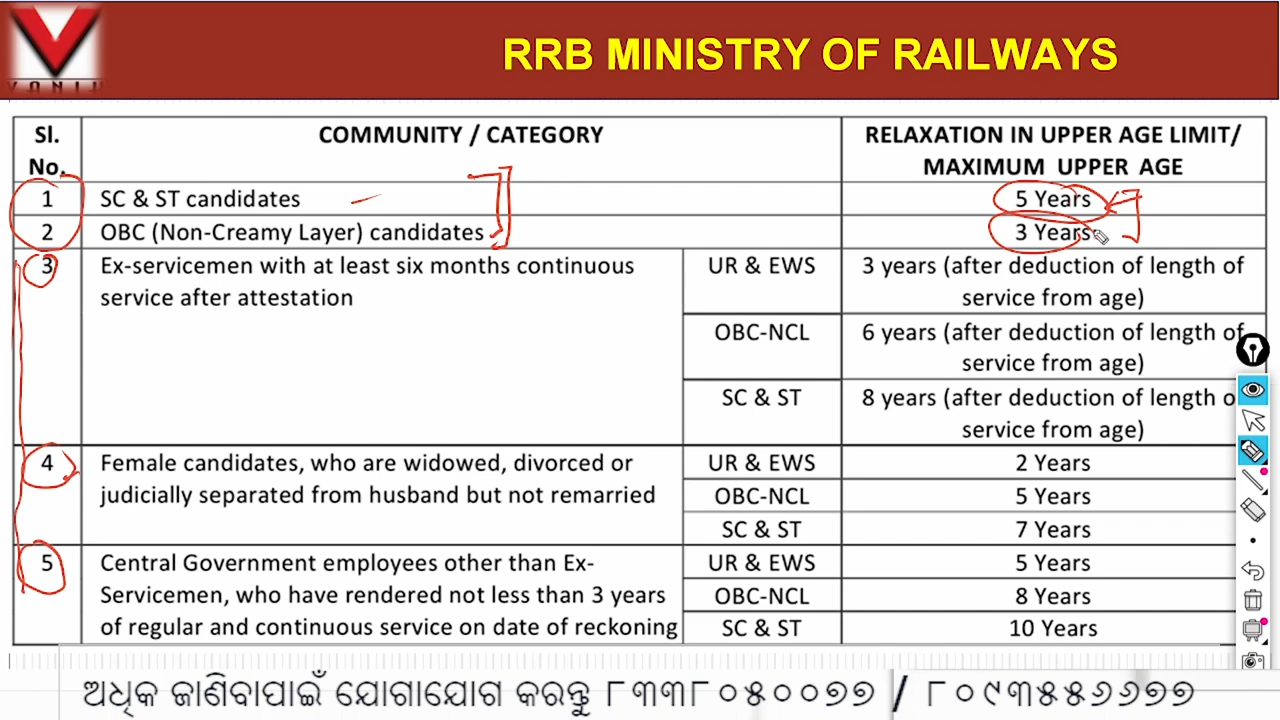 VANIK
RRB MINISTRY OF RAILWAYS
Sl. No. COMMUNITY / CATEGORY RELAXATION IN UPPER AGE LIMIT/ MAXIMUM UPPER AGE
1 SC & ST candidates 5 Years
2 OBC (Non-Creamy Layer) candidates 3 Years
3 Ex-servicemen with at least six months continuous service after attestation
UR & EWS 3 years (after deduction of length of service from age)
OBC-NCL 6 years (after deduction of length of service from age)
SC & ST 8 years (after deduction of length of service from age)
4 Female candidates, who are widowed, divorced or judicially separated from husband but not remarried
UR & EWS 2 Years
OBC-NCL 5 Years
SC & ST 7 Years
5 Central Government employees other than Ex-Servicemen, who have rendered not less than 3 years of regular and continuous service on date of reckoning
UR & EWS 5 Years
OBC-NCL 8 Years
SC & ST 10 Years
ଅଧିକ ଜାଣିବାପାଇଁ ଯୋଗାଯୋଗ କରନ୍ତୁ ୮୩୩୮୦୫୦୦୭୭ / ୮୦୯୩୫୫୬୬୭୭